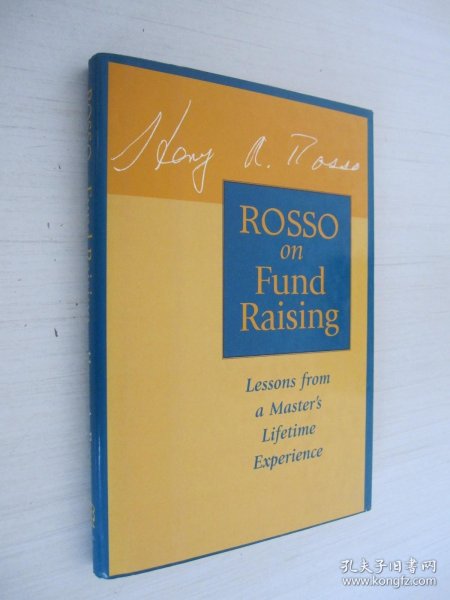 Henry A. Rosso
ROSSO
on
Fund
Raising
Lessons from
a Master's
Lifetime
Experience
ROSSO
孔夫子旧书网
www.kongfz.com